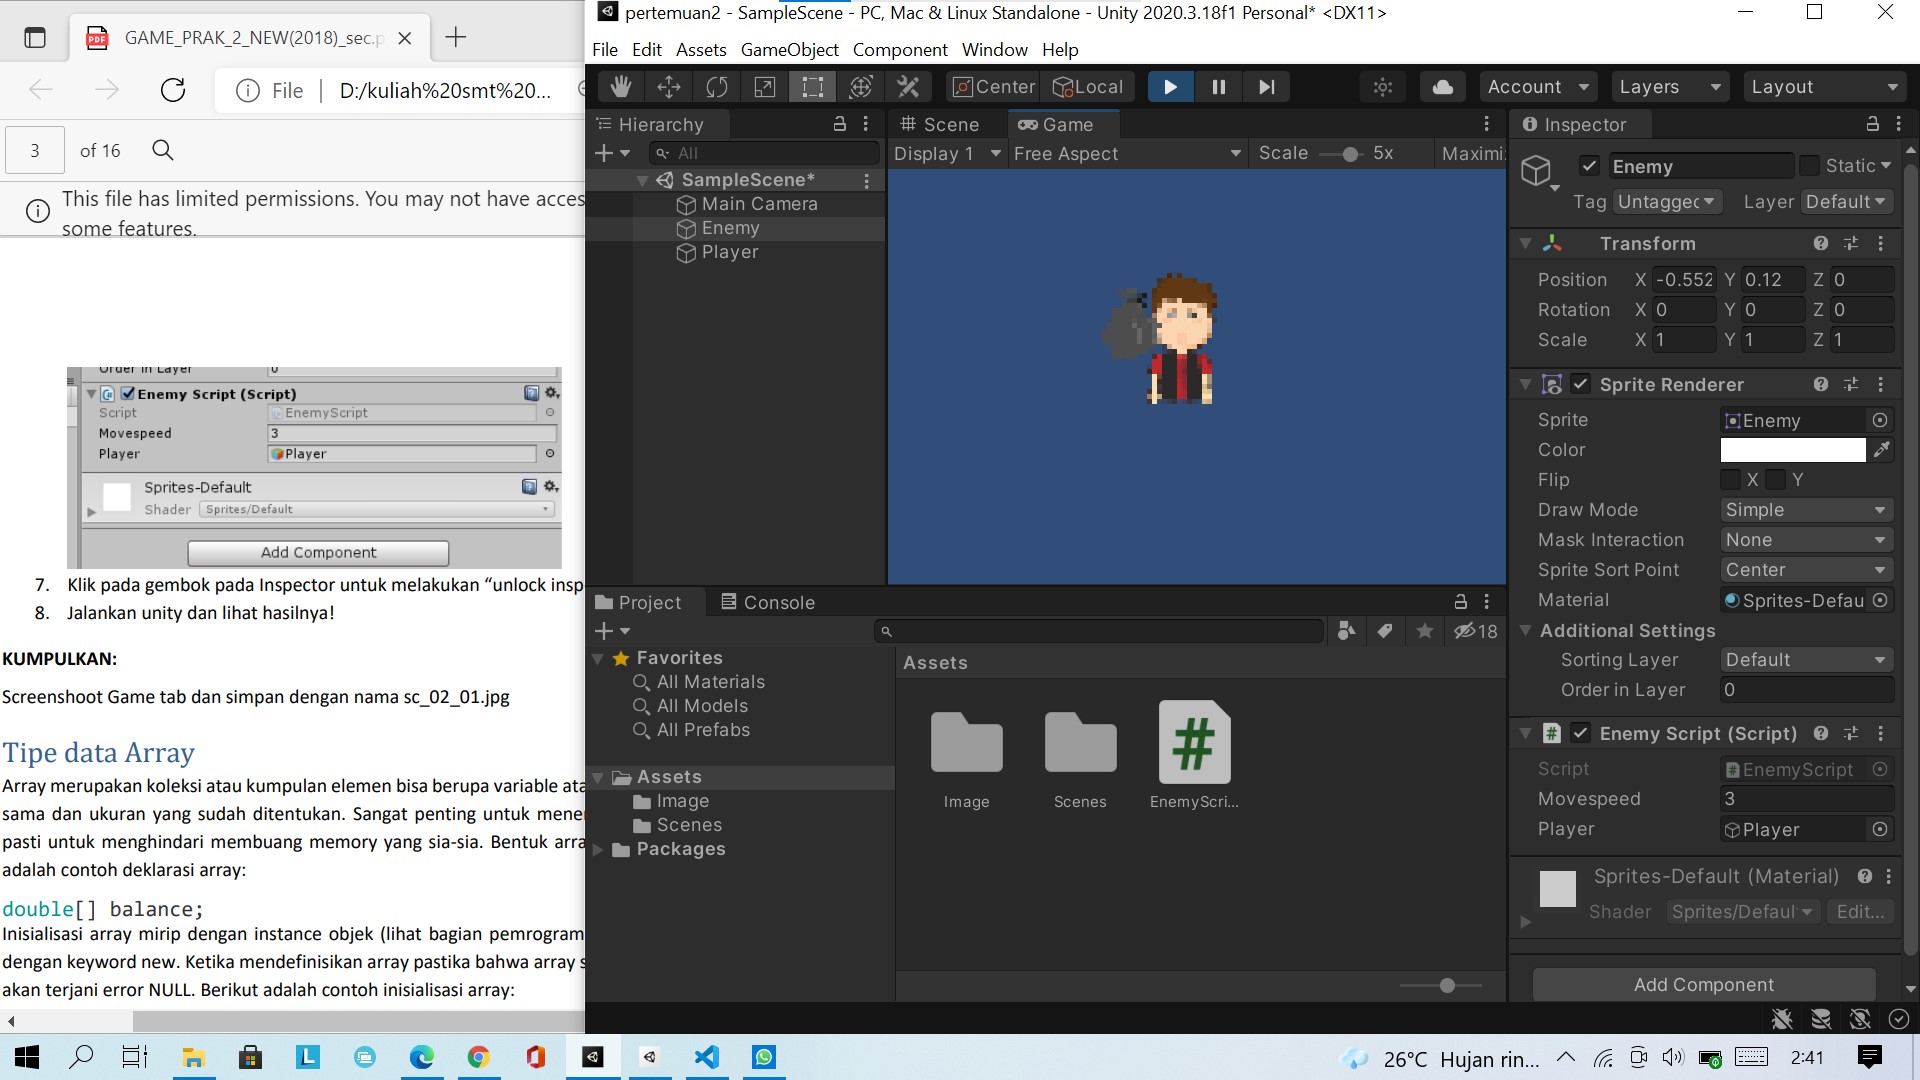 GAME_PRAK_2_NEW(2018)_sec.p
File
D:/kuliah%20smt%20...
3
of 16
This file has limited permissions. You may not have acces
some features.
Order in Layer
0
Enemy Script (Script)
Script
EnemyScript
Movespeed
3
Player
Player
Sprites-Default
Shader
Sprites/Default
Add Component
7. Klik pada gembok pada Inspector untuk melakukan “unlock insp
8. Jalankan unity dan lihat hasilnya!
KUMPULKAN:
Screenshoot Game tab dan simpan dengan nama sc_02_01.jpg
Tipe data Array
Array merupakan koleksi atau kumpulan elemen bisa berupa variable ata
sama dan ukuran yang sudah ditentukan. Sangat penting untuk mene
pasti untuk menghindari membuang memory yang sia-sia. Bentuk arra
adalah contoh deklarasi array:
double[] balance;
Inisialisasi array mirip dengan instance objek (lihat bagian pemrogram
dengan keyword new. Ketika mendefinisikan array pastika bahwa array s
akan terjani error NULL. Berikut adalah contoh inisialisasi array:
pertemuan2 - SampleScene - PC, Mac & Linux Standalone - Unity 2020.3.18f1 Personal* <DX11>
File Edit Assets GameObject Component Window Help
Center
Local
Account
Layers
Layout
Hierarchy
All
SampleScene*
Main Camera
Enemy
Player
Scene
Game
Display 1
Free Aspect
Scale
5x
Maximi
Project
Console
18
Favorites
All Materials
All Models
All Prefabs
Assets
Image
Scenes
Packages
Assets
Image
Scenes
EnemyScri...
Inspector
Enemy
Static
Tag Untagged
Layer Default
Transform
Position X -0.552 Y 0.12 Z 0
Rotation X 0 Y 0 Z 0
Scale X 1 Y 1 Z 1
Sprite Renderer
Sprite Enemy
Color
Flip X Y
Draw Mode Simple
Mask Interaction None
Sprite Sort Point Center
Material Sprites-Defau
Additional Settings
Sorting Layer Default
Order in Layer 0
Enemy Script (Script)
Script EnemyScript
Movespeed 3
Player Player
Sprites-Default (Material)
Shader Sprites/Defaul Edit...
Add Component
26°C Hujan rin...
2:41